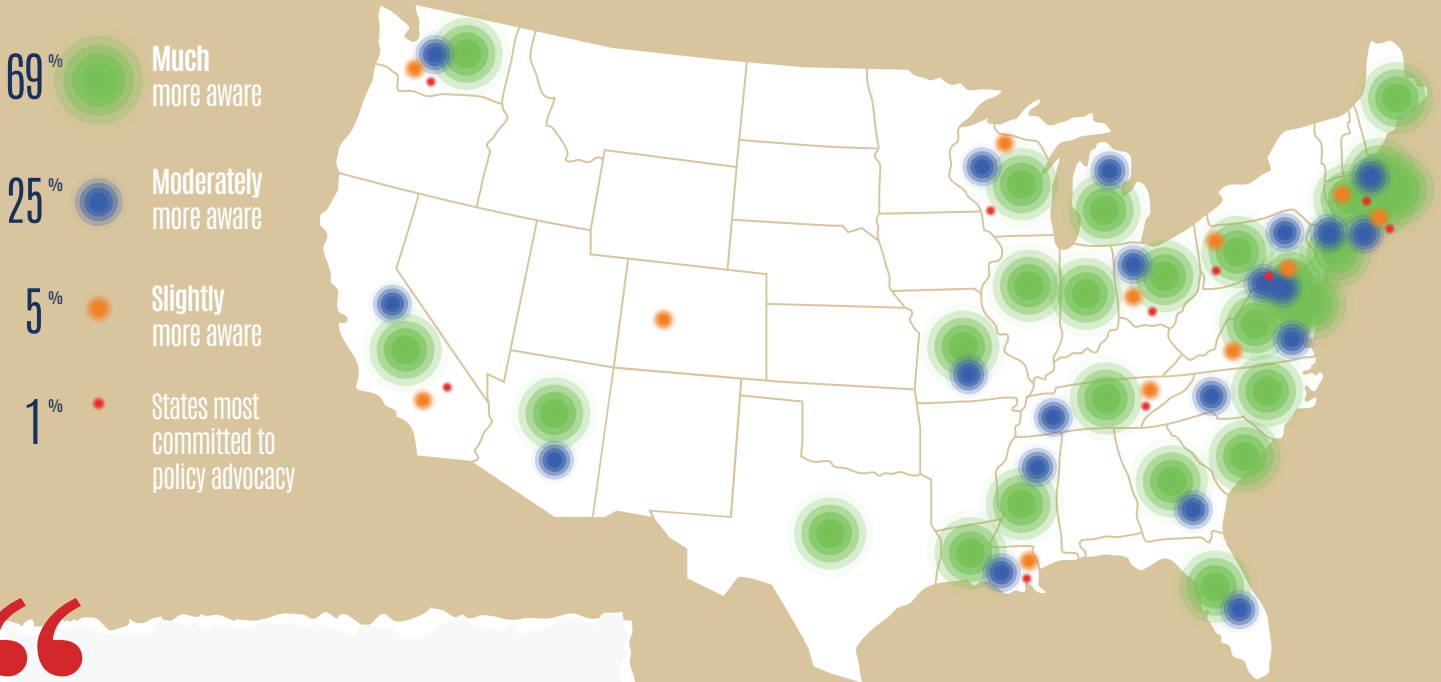 69%
Much
more aware
25%
Moderately
more aware
5%
Slightly
more aware
1%
States most
committed to
policy advocacy
“